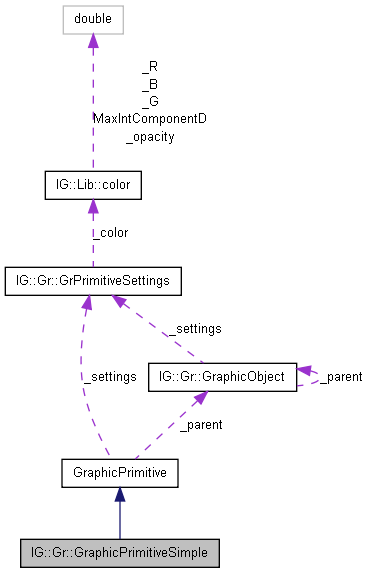 double
_R
_B
_G
MaxIntComponentD
_opacity
IG::Lib::color
_color
IG::Gr::GrPrimitiveSettings
_settings
IG::Gr::GraphicObject
_parent
_settings
_parent
GraphicPrimitive
IG::Gr::GraphicPrimitiveSimple